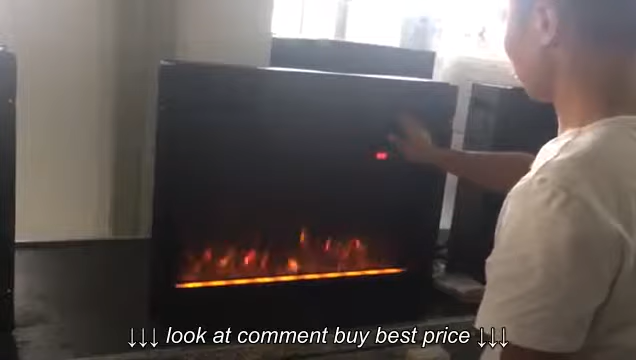 ↓↓↓ look at comment buy best price ↓↓↓